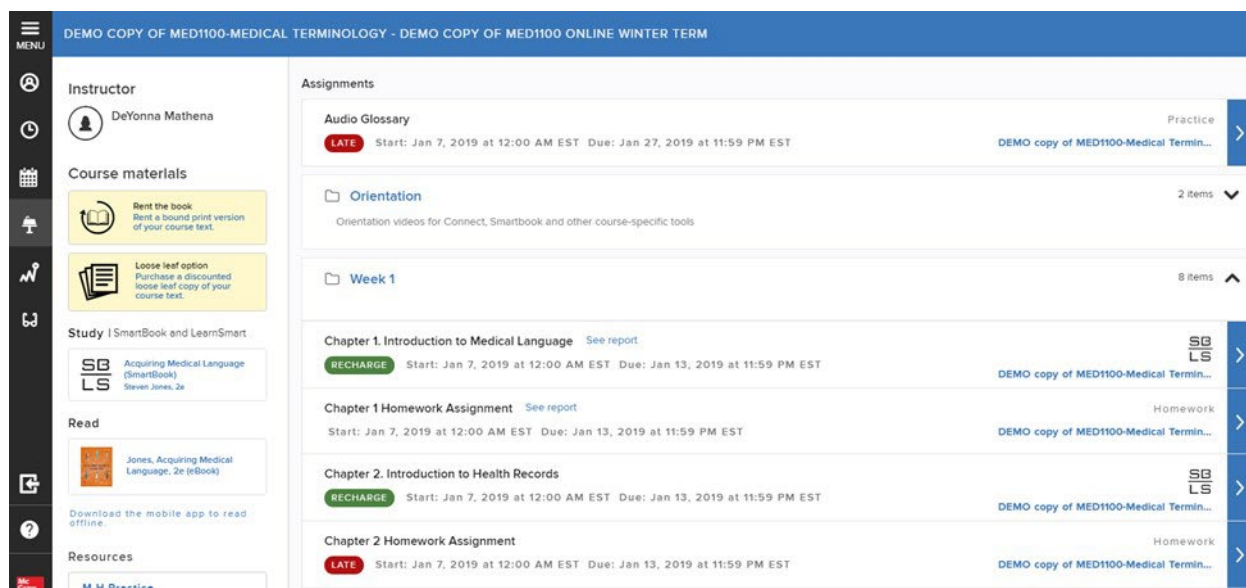 MENU
DEMO COPY OF MED1100-MEDICAL TERMINOLOGY - DEMO COPY OF MED1100 ONLINE WINTER TERM
Instructor
DeYonna Mathena
Course materials
Rent the book
Rent a bound print version
of your course text.
Loose leaf option
Purchase a discounted
loose leaf copy of your
course text.
Study | SmartBook and LearnSmart
SB
LS
Acquiring Medical Language
(SmartBook)
Steven Jones, 2e
Read
Jones, Acquiring Medical
Language, 2e (eBook)
Download the mobile app to read
offline.
Resources
M-H Practice
Mc
Assignments
Audio Glossary
Practice
LATE Start: Jan 7, 2019 at 12:00 AM EST Due: Jan 27, 2019 at 11:59 PM EST
DEMO copy of MED1100-Medical Termin...
Orientation
2 items
Orientation videos for Connect, Smartbook and other course-specific tools
Week 1
8 items
Chapter 1. Introduction to Medical Language See report
SB
LS
RECHARGE Start: Jan 7, 2019 at 12:00 AM EST Due: Jan 13, 2019 at 11:59 PM EST
DEMO copy of MED1100-Medical Termin...
Chapter 1 Homework Assignment See report
Homework
Start: Jan 7, 2019 at 12:00 AM EST Due: Jan 13, 2019 at 11:59 PM EST
DEMO copy of MED1100-Medical Termin...
Chapter 2. Introduction to Health Records
SB
LS
RECHARGE Start: Jan 7, 2019 at 12:00 AM EST Due: Jan 13, 2019 at 11:59 PM EST
DEMO copy of MED1100-Medical Termin...
Chapter 2 Homework Assignment
Homework
LATE Start: Jan 7, 2019 at 12:00 AM EST Due: Jan 13, 2019 at 11:59 PM EST
DEMO copy of MED1100-Medical Termin...